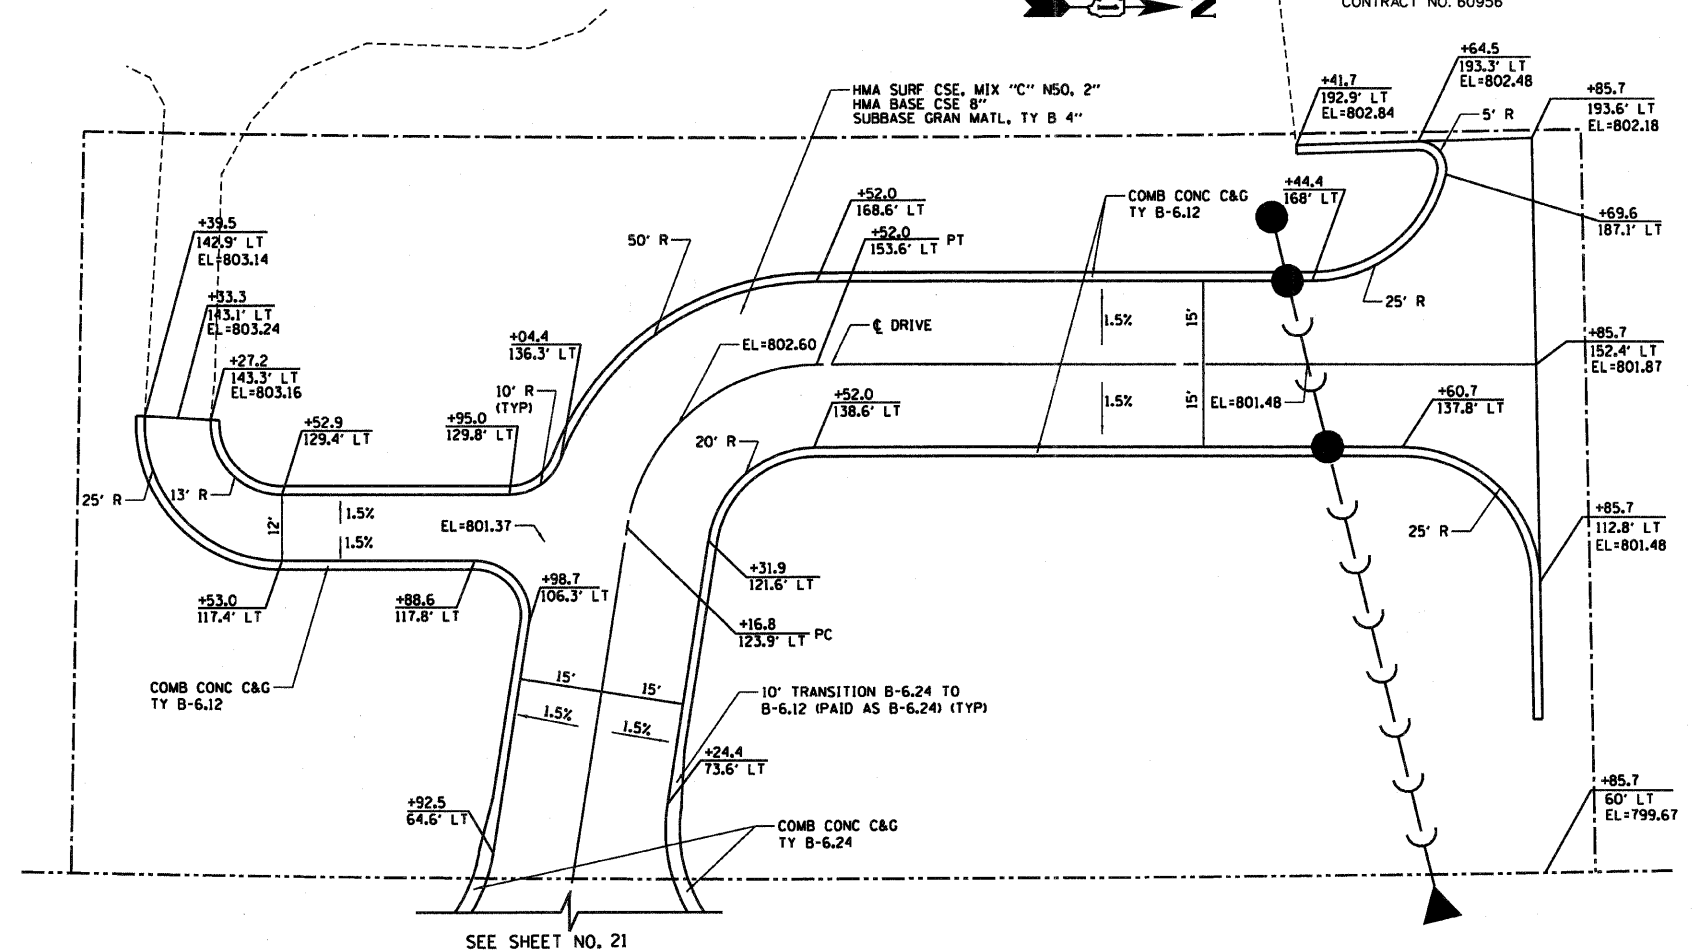 CONTRACT NO. 60956
N
+64.5
193.3' LT
EL=802.48
+41.7
192.9' LT
EL=802.84
+85.7
193.6' LT
EL=802.18
5' R
HMA SURF CSE, MIX "C" N50, 2"
HMA BASE CSE 8"
SUBBASE GRAN MATL, TY B 4"
+52.0
168.6' LT
+52.0
153.6' LT PT
COMB CONC C&G
TY B-6.12
+44.4
168' LT
+69.6
187.1' LT
+39.5
142.9' LT
EL=803.14
50' R
25' R
+33.3
143.1' LT
EL=803.24
℄ DRIVE
1.5%
15'
+04.4
136.3' LT
EL=802.60
+85.7
152.4' LT
EL=801.87
+27.2
143.3' LT
EL=803.16
10' R
(TYP)
+52.0
138.6' LT
1.5%
15'
EL=801.48
+60.7
137.8' LT
+52.9
129.4' LT
+95.0
129.8' LT
20' R
25' R
13' R
12'
1.5%
1.5%
EL=801.37
25' R
+85.7
112.8' LT
EL=801.48
+53.0
117.4' LT
+88.6
117.8' LT
+98.7
106.3' LT
+31.9
121.6' LT
+16.8
123.9' LT PC
COMB CONC C&G
TY B-6.12
15'
15'
1.5%
1.5%
10' TRANSITION B-6.24 TO
B-6.12 (PAID AS B-6.24) (TYP)
+24.4
73.6' LT
+92.5
64.6' LT
+85.7
60' LT
EL=799.67
COMB CONC C&G
TY B-6.24
SEE SHEET NO. 21